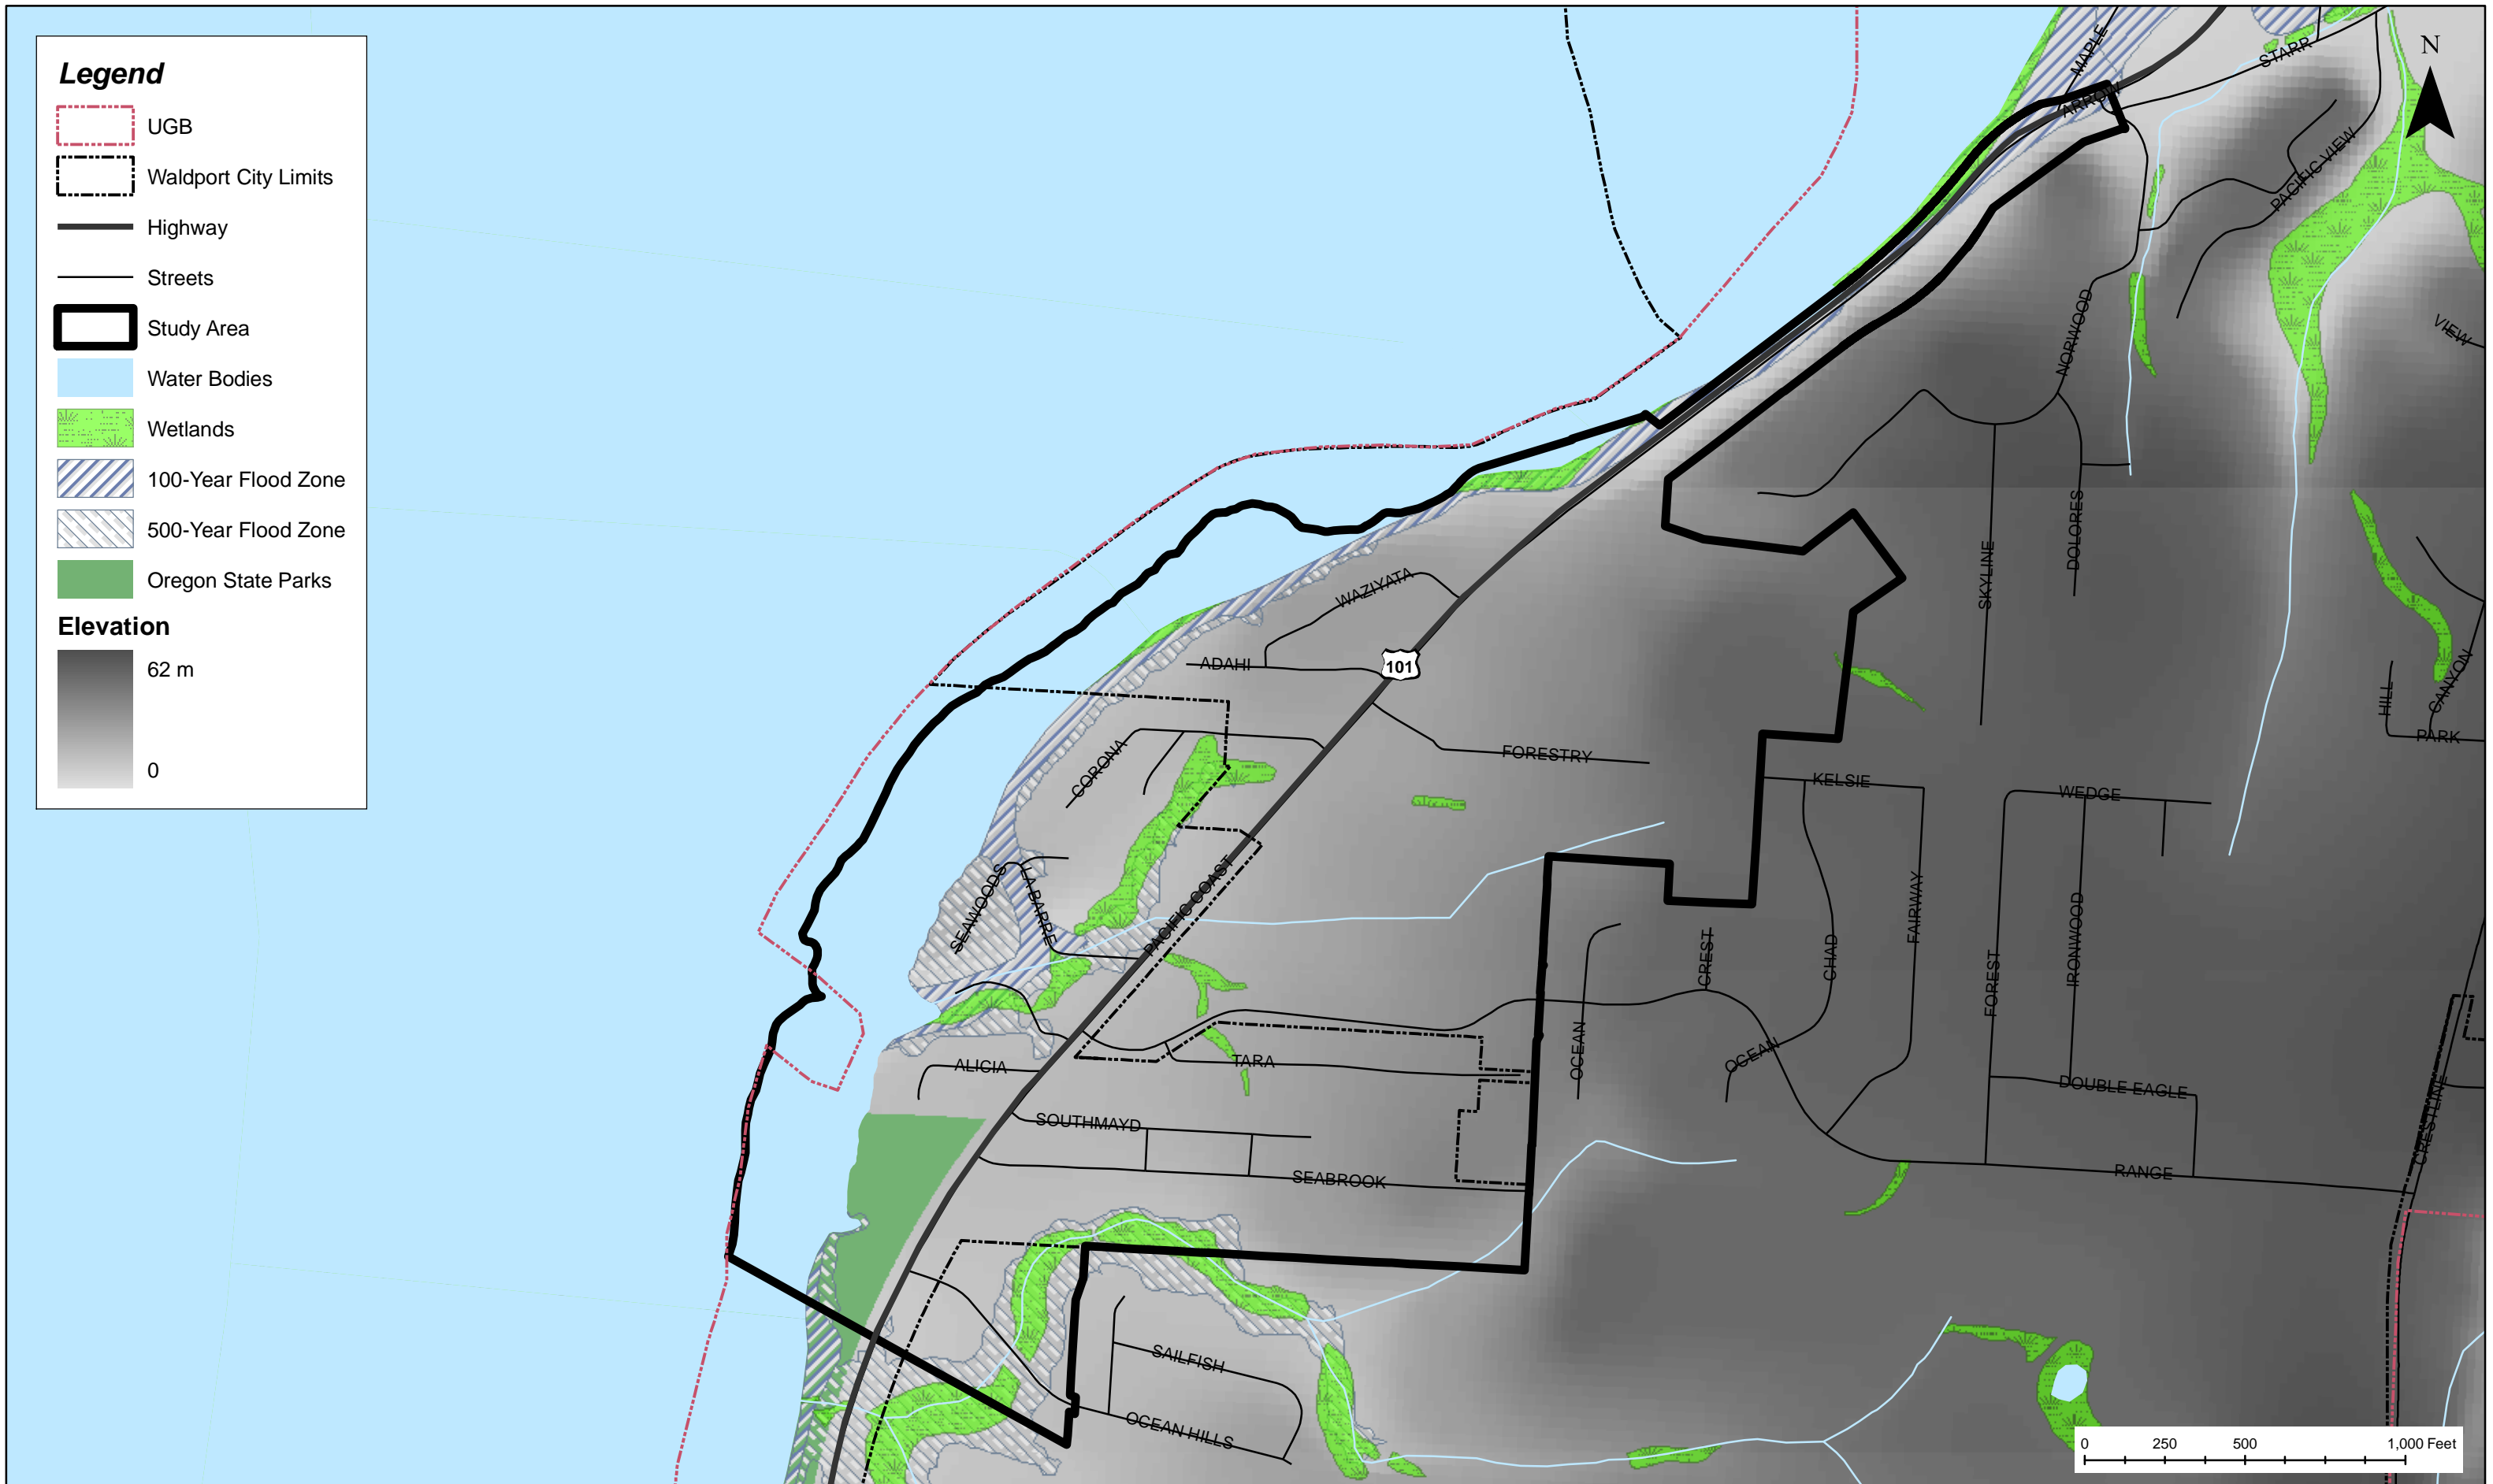 Legend
UGB
Waldport City Limits
Highway
Streets
Study Area
Water Bodies
Wetlands
100-Year Flood Zone
500-Year Flood Zone
Oregon State Parks
Elevation
62 m
0
N
MAPLE
STARR
ARROW
PACIFIC VIEW
VIEW
NORWOOD
SKYLINE
DOLORES
WAZIYATA
ADAHI
101
HILL
CANYON
PARK
CORONA
FORESTRY
KELSIE
WEDGE
SEAWOODS
LA BARRE
PACIFIC COAST
CREST
CHAD
FAIRWAY
FOREST
IRONWOOD
ALICIA
TARA
OCEAN
OCEAN
DOUBLE EAGLE
CRESTLINE
SOUTHMAYD
SEABROOK
RANGE
SAILFISH
OCEAN HILLS
0 250 500 1,000 Feet